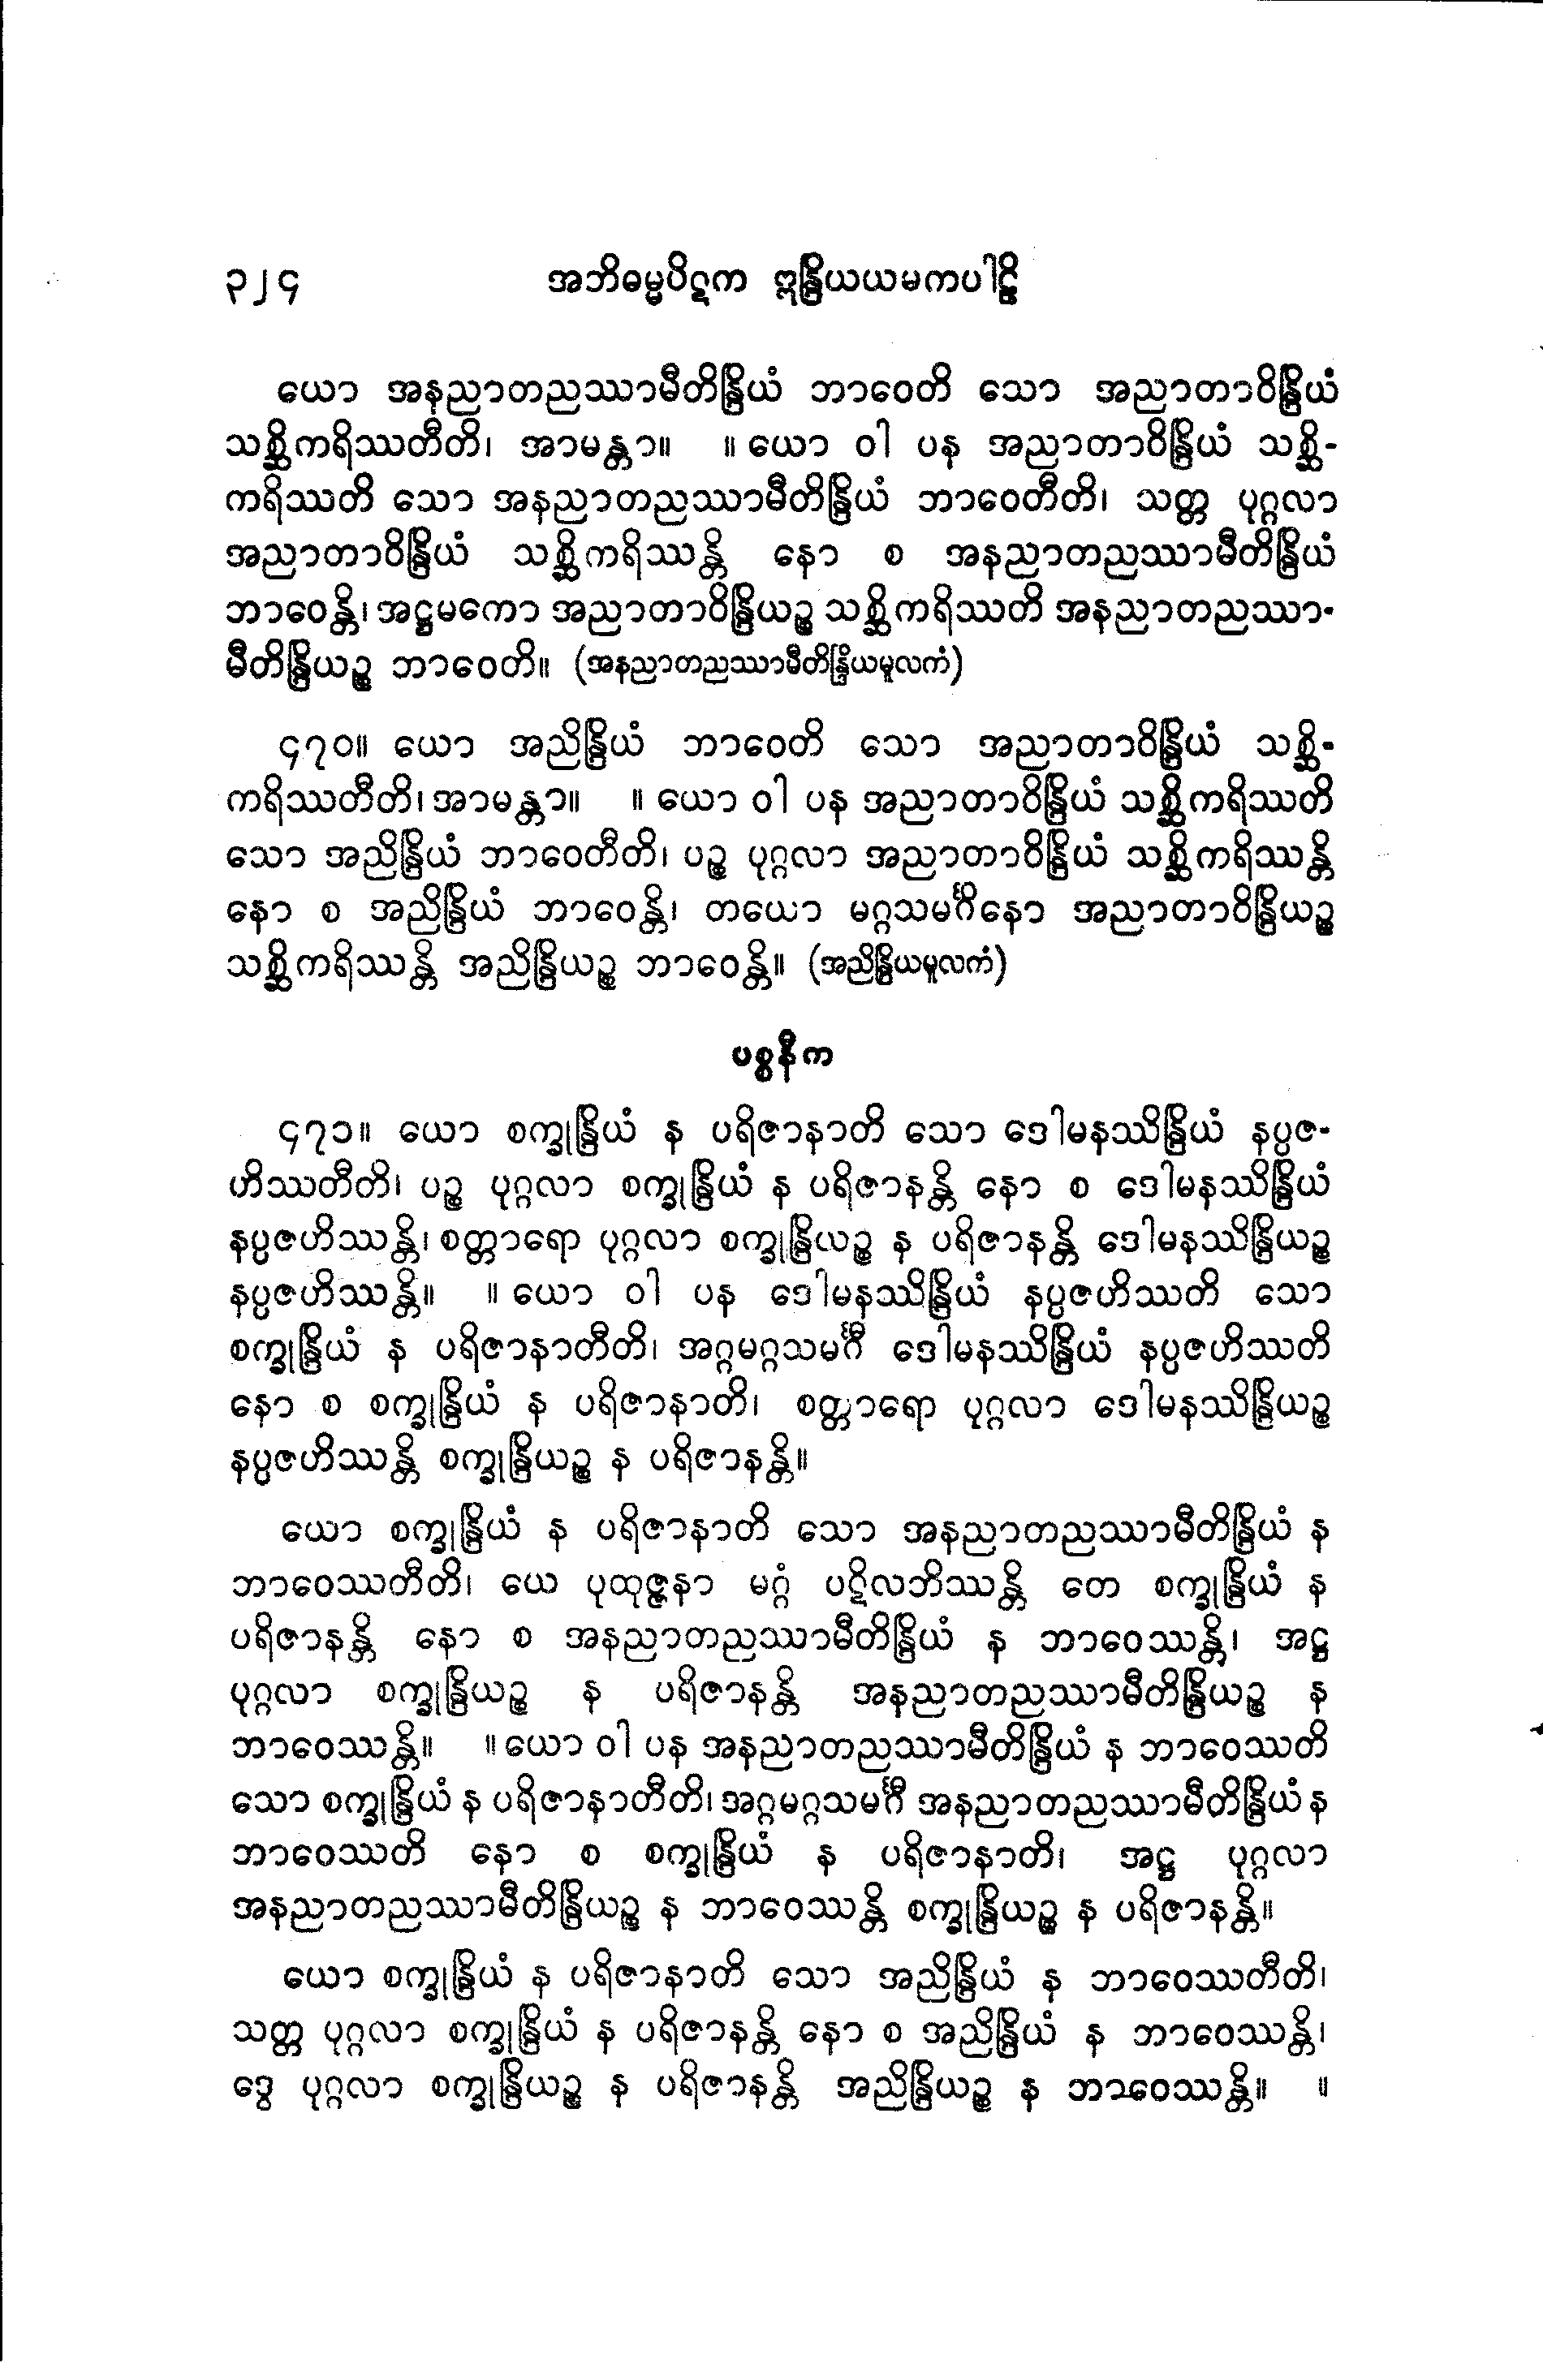 ၃၂၄ အဘိဓမ္မပိဋက ဣန္ဒြိယယမကပါဠိ
ယော အနညာတညဿာမီတိန္ဒြိယံ ဘာဝေတိ သော အညာတာဝိန္ဒြိယံ
သစ္ဆိကရိဿတီတိ၊ အာမန္တာ။ ။ ယော ဝါ ပန အညာတာဝိန္ဒြိယံ သစ္ဆိ-
ကရိဿတိ သော အနညာတညဿာမီတိန္ဒြိယံ ဘာဝေတီတိ၊ သတ္တ ပုဂ္ဂလာ
အညာတာဝိန္ဒြိယံ သစ္ဆိကရိဿန္တိ နော စ အနညာတညဿာမီတိန္ဒြိယံ
ဘာဝေန္တိ၊ အဋ္ဌမကော အညာတာဝိန္ဒြိယဉ္စ သစ္ဆိကရိဿတိ အနညာတညဿာ-
မီတိန္ဒြိယဉ္စ ဘာဝေတိ။ (အနညာတညဿာမီတိန္ဒြိယမူလကံ)
၄၇၀။ ယော အညိန္ဒြိယံ ဘာဝေတိ သော အညာတာဝိန္ဒြိယံ သစ္ဆိ-
ကရိဿတီတိ၊ အာမန္တာ။ ။ ယော ဝါ ပန အညာတာဝိန္ဒြိယံ သစ္ဆိကရိဿတိ
သော အညိန္ဒြိယံ ဘာဝေတီတိ၊ ပဉ္စ ပုဂ္ဂလာ အညာတာဝိန္ဒြိယံ သစ္ဆိကရိဿန္တိ
နော စ အညိန္ဒြိယံ ဘာဝေန္တိ၊ တယော မဂ္ဂသမင်္ဂိနော အညာတာဝိန္ဒြိယဉ္စ
သစ္ဆိကရိဿန္တိ အညိန္ဒြိယဉ္စ ဘာဝေန္တိ။ (အညိန္ဒြိယမူလကံ)
ပစ္စနီက
၄၇၁။ ယော စက္ခုန္ဒြိယံ န ပရိဇာနာတိ သော ဒေါမနဿိန္ဒြိယံ နပ္ပဇ-
ဟိဿတီတိ၊ ပဉ္စ ပုဂ္ဂလာ စက္ခုန္ဒြိယံ န ပရိဇာနန္တိ နော စ ဒေါမနဿိန္ဒြိယံ
နပ္ပဇဟိဿန္တိ၊ စတ္တာရော ပုဂ္ဂလာ စက္ခုန္ဒြိယဉ္စ န ပရိဇာနန္တိ ဒေါမနဿိန္ဒြိယဉ္စ
နပ္ပဇဟိဿန္တိ။ ။ ယော ဝါ ပန ဒေါမနဿိန္ဒြိယံ နပ္ပဇဟိဿတိ သော
စက္ခုန္ဒြိယံ န ပရိဇာနာတီတိ၊ အဂ္ဂမဂ္ဂသမင်္ဂီ ဒေါမနဿိန္ဒြိယံ နပ္ပဇဟိဿတိ
နော စ စက္ခုန္ဒြိယံ န ပရိဇာနာတိ၊ စတ္တာရော ပုဂ္ဂလာ ဒေါမနဿိန္ဒြိယဉ္စ
နပ္ပဇဟိဿန္တိ စက္ခုန္ဒြိယဉ္စ န ပရိဇာနန္တိ။
ယော စက္ခုန္ဒြိယံ န ပရိဇာနာတိ သော အနညာတညဿာမီတိန္ဒြိယံ န
ဘာဝေဿတီတိ၊ ယေ ပုထုဇ္ဇနာ မဂ္ဂံ ပဋိလဘိဿန္တိ တေ စက္ခုန္ဒြိယံ န
ပရိဇာနန္တိ နော စ အနညာတညဿာမီတိန္ဒြိယံ န ဘာဝေဿန္တိ၊ အဋ္ဌ
ပုဂ္ဂလာ စက္ခုန္ဒြိယဉ္စ န ပရိဇာနန္တိ အနညာတညဿာမီတိန္ဒြိယဉ္စ န
ဘာဝေဿန္တိ။ ။ ယော ဝါ ပန အနညာတညဿာမီတိန္ဒြိယံ န ဘာဝေဿတိ
သော စက္ခုန္ဒြိယံ န ပရိဇာနာတီတိ၊ အဂ္ဂမဂ္ဂသမင်္ဂီ အနညာတညဿာမီတိန္ဒြိယံ န
ဘာဝေဿတိ နော စ စက္ခုန္ဒြိယံ န ပရိဇာနာတိ၊ အဋ္ဌ ပုဂ္ဂလာ
အနညာတညဿာမီတိန္ဒြိယဉ္စ န ဘာဝေဿန္တိ စက္ခုန္ဒြိယဉ္စ န ပရိဇာနန္တိ။
ယော စက္ခုန္ဒြိယံ န ပရိဇာနာတိ သော အညိန္ဒြိယံ န ဘာဝေဿတီတိ၊
သတ္တ ပုဂ္ဂလာ စက္ခုန္ဒြိယံ န ပရိဇာနန္တိ နော စ အညိန္ဒြိယံ န ဘာဝေဿန္တိ၊
ဒွေ ပုဂ္ဂလာ စက္ခုန္ဒြိယဉ္စ န ပရိဇာနန္တိ အညိန္ဒြိယဉ္စ န ဘာဝေဿန္တိ။ ။